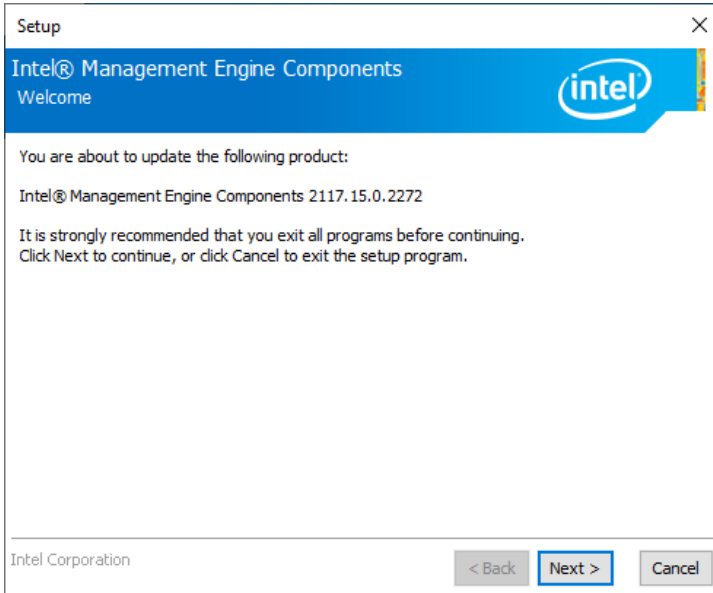 Setup
Intel® Management Engine Components
Welcome
intel
You are about to update the following product:
Intel® Management Engine Components 2117.15.0.2272
It is strongly recommended that you exit all programs before continuing.
Click Next to continue, or click Cancel to exit the setup program.
Intel Corporation
< Back
Next >
Cancel